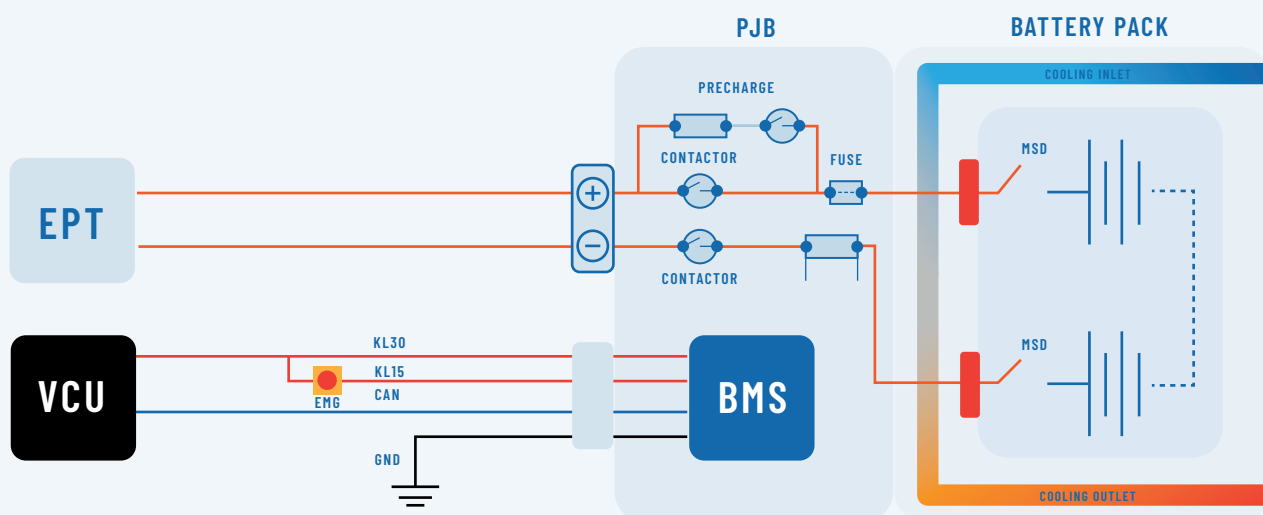 PJB
BATTERY PACK
COOLING INLET
PRECHARGE
CONTACTOR
FUSE
MSD
EPT
+
−
CONTACTOR
VCU
KL30
KL15
EMG
CAN
GND
BMS
MSD
COOLING OUTLET